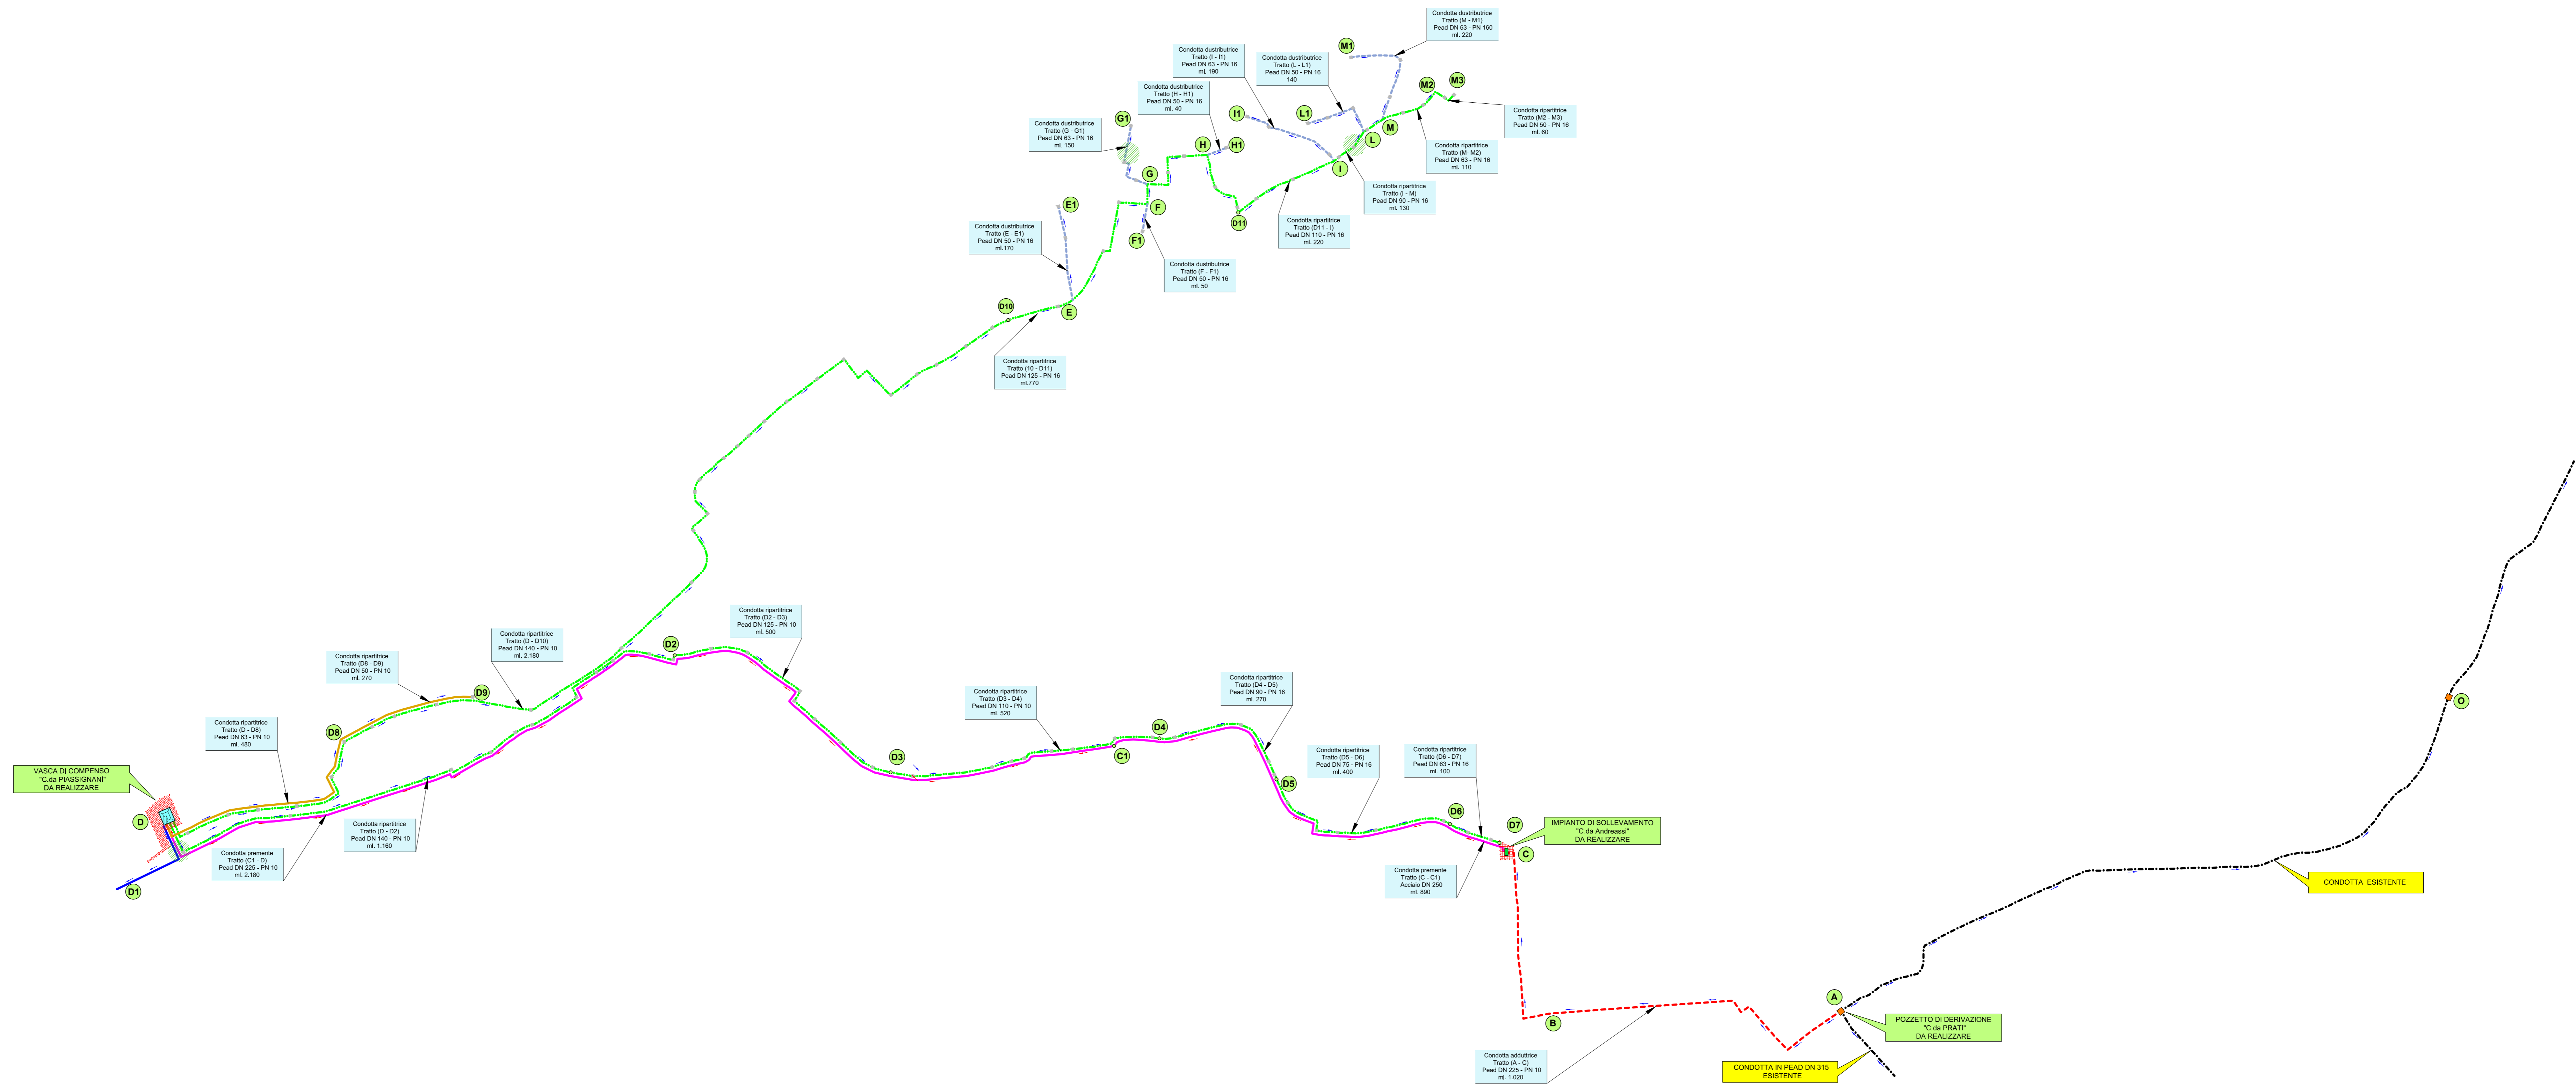 Condotta dustributrice
Tratto (M - M1)
Pead DN 63 - PN 160
ml. 220
M1
Condotta dustributrice
Tratto (I - I1)
Pead DN 63 - PN 16
ml. 190
Condotta dustributrice
Tratto (L - L1)
Pead DN 50 - PN 16
140
M2
M3
Condotta dustributrice
Tratto (H - H1)
Pead DN 50 - PN 16
ml. 40
Condotta ripartitrice
Tratto (M2 - M3)
Pead DN 50 - PN 16
ml. 60
G1
I1
L1
M
Condotta dustributrice
Tratto (G - G1)
Pead DN 63 - PN 16
ml. 150
H
H1
L
Condotta ripartitrice
Tratto (M- M2)
Pead DN 63 - PN 16
ml. 110
G
I
Condotta ripartitrice
Tratto (I - M)
Pead DN 90 - PN 16
ml. 130
E1
F
D11
Condotta dustributrice
Tratto (E - E1)
Pead DN 50 - PN 16
ml.170
F1
Condotta ripartitrice
Tratto (D11 - I)
Pead DN 110 - PN 16
ml. 220
Condotta dustributrice
Tratto (F - F1)
Pead DN 50 - PN 16
ml. 50
D10
E
Condotta ripartitrice
Tratto (10 - D11)
Pead DN 125 - PN 16
ml.770
Condotta ripartitrice
Tratto (D2 - D3)
Pead DN 125 - PN 10
ml. 500
Condotta ripartitrice
Tratto (D - D10)
Pead DN 140 - PN 10
ml. 2.180
D2
Condotta ripartitrice
Tratto (D8 - D9)
Pead DN 50 - PN 10
ml. 270
D9
Condotta ripartitrice
Tratto (D3 - D4)
Pead DN 110 - PN 10
ml. 520
Condotta ripartitrice
Tratto (D4 - D5)
Pead DN 90 - PN 16
ml. 270
O
Condotta ripartitrice
Tratto (D - D8)
Pead DN 63 - PN 10
ml. 480
D8
D4
C1
D3
Condotta ripartitrice
Tratto (D5 - D6)
Pead DN 75 - PN 16
ml. 400
Condotta ripartitrice
Tratto (D6 - D7)
Pead DN 63 - PN 16
ml. 100
VASCA DI COMPENSO
"C.da PIASSIGNANI"
DA REALIZZARE
D5
D
D6
D7
IMPIANTO DI SOLLEVAMENTO
"C.da Andreassi"
DA REALIZZARE
Condotta ripartitrice
Tratto (D - D2)
Pead DN 140 - PN 10
ml. 1.160
C
Condotta premente
Tratto (C1 - D)
Pead DN 225 - PN 10
ml. 2.180
D1
Condotta premente
Tratto (C - C1)
Acciaio DN 250
ml. 890
CONDOTTA ESISTENTE
A
B
POZZETTO DI DERIVAZIONE
"C.da PRATI"
DA REALIZZARE
Condotta adduttrice
Tratto (A - C)
Pead DN 225 - PN 10
ml. 1.020
CONDOTTA IN PEAD DN 315
ESISTENTE